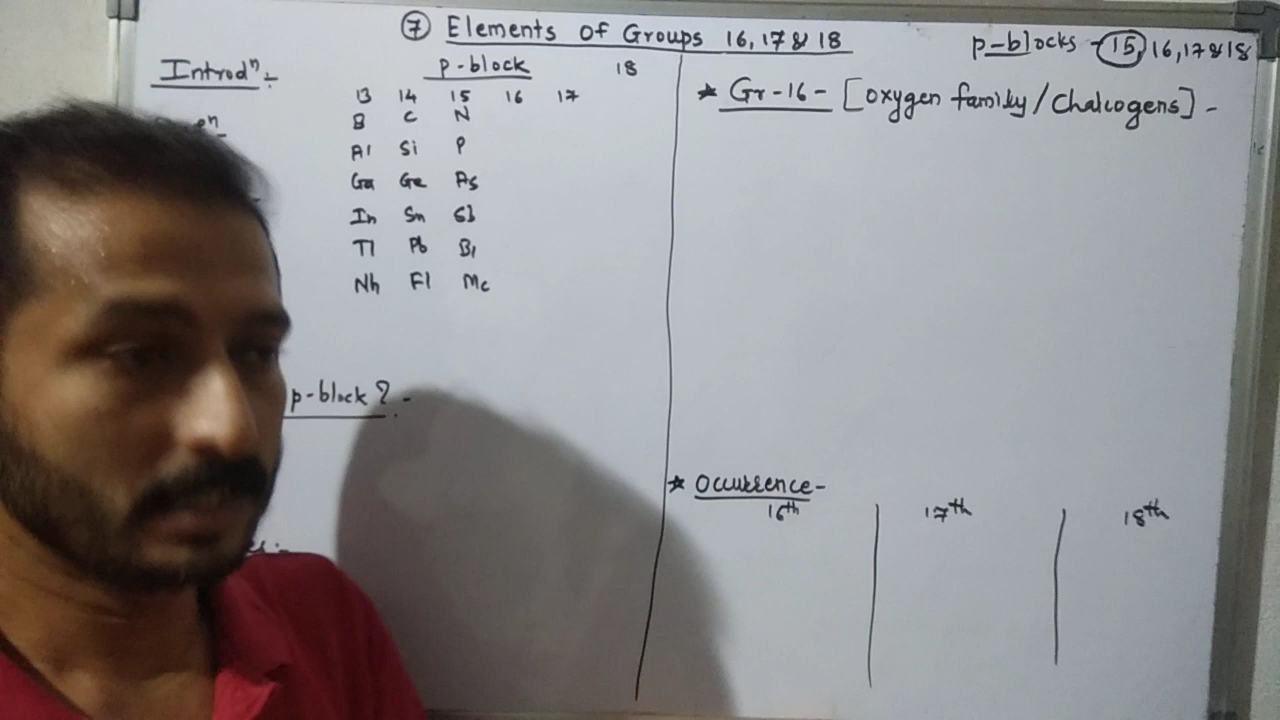 ⑦ Elements of Groups 16, 17 & 18
p-blocks - 15, 16, 17 & 18
Introdⁿ :-
p-block 18
13 14 15 16 17
B C N
Al Si P
Ga Ge As
In Sn Sb
Tl Pb Bi
Nh Fl Mc
p-block ? -
* Gr-16 - [oxygen family / Chalcogens] -
* Occurrence -
16th 17th 18th